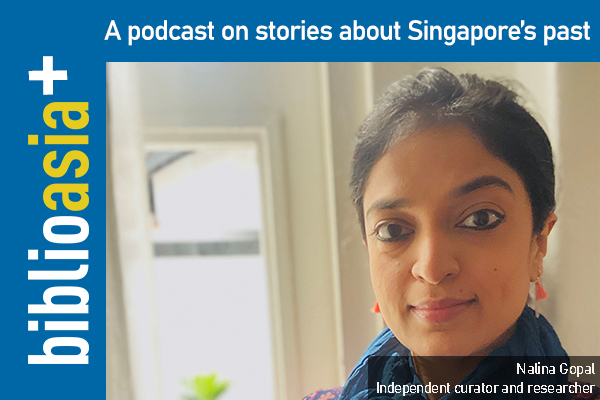 A podcast on stories about Singapore's past
biblioasia+
Nalina Gopal
Independent curator and researcher